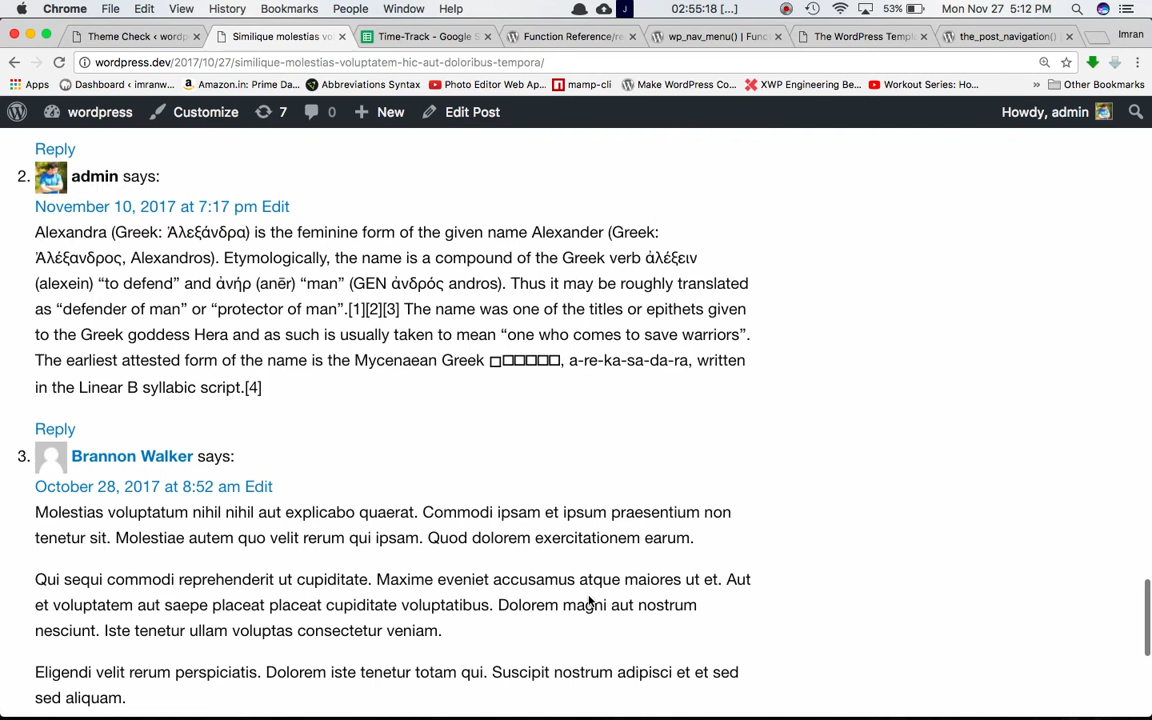 Chrome File Edit View History Bookmarks People Window Help 02:55:18 [...] 53% Mon Nov 27 5:12 PM
Theme Check ‹ wordp Similique molestias vo Time-Track - Google S Function Reference/re wp_nav_menu() | Func The WordPress Templ the_post_navigation() Imran
wordpress.dev/2017/10/27/similique-molestias-voluptatem-hic-aut-doloribus-tempora/
Apps Dashboard ‹ imranw... Amazon.in: Prime Da... Abbreviations Syntax Photo Editor Web Ap... mamp-cli Make WordPress Co... XWP Engineering Be... Workout Series: Ho... » Other Bookmarks
wordpress Customize 7 0 New Edit Post Howdy, admin
Reply
2. admin says:
November 10, 2017 at 7:17 pm Edit
Alexandra (Greek: Ἀλεξάνδρα) is the feminine form of the given name Alexander (Greek:
Ἀλέξανδρος, Alexandros). Etymologically, the name is a compound of the Greek verb ἀλέξειν
(alexein) “to defend” and ἀνήρ (anēr) “man” (GEN ἀνδρός andros). Thus it may be roughly translated
as “defender of man” or “protector of man”.[1][2][3] The name was one of the titles or epithets given
to the Greek goddess Hera and as such is usually taken to mean “one who comes to save warriors”.
The earliest attested form of the name is the Mycenaean Greek □□□□□□, a-re-ka-sa-da-ra, written
in the Linear B syllabic script.[4]
Reply
3. Brannon Walker says:
October 28, 2017 at 8:52 am Edit
Molestias voluptatum nihil nihil aut explicabo quaerat. Commodi ipsam et ipsum praesentium non
tenetur sit. Molestiae autem quo velit rerum qui ipsam. Quod dolorem exercitationem earum.
Qui sequi commodi reprehenderit ut cupiditate. Maxime eveniet accusamus atque maiores ut et. Aut
et voluptatem aut saepe placeat placeat cupiditate voluptatibus. Dolorem magni aut nostrum
nesciunt. Iste tenetur ullam voluptas consectetur veniam.
Eligendi velit rerum perspiciatis. Dolorem iste tenetur totam qui. Suscipit nostrum adipisci et et sed
sed aliquam.